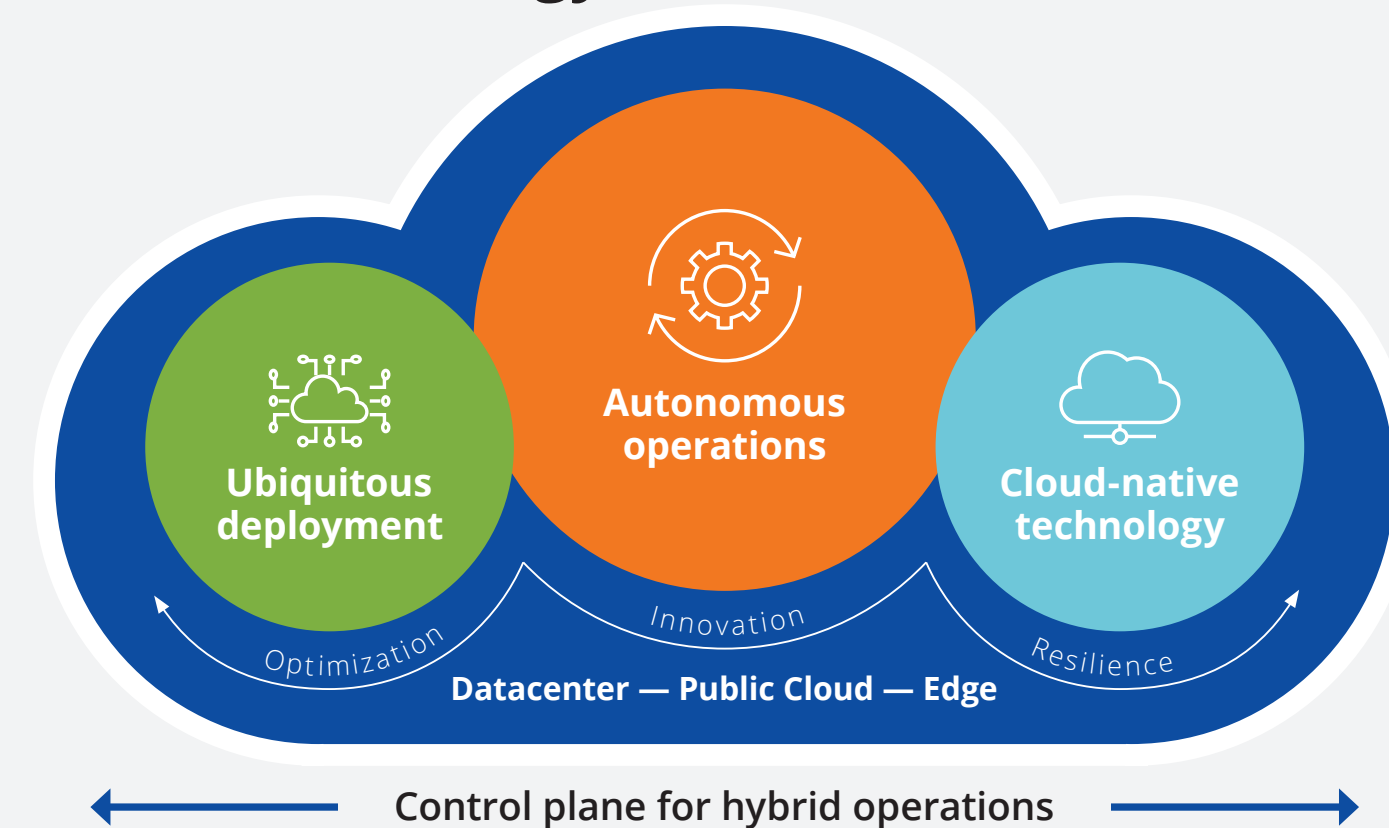 Autonomous
operations
Ubiquitous
deployment
Cloud-native
technology
Optimization
Innovation
Resilience
Datacenter — Public Cloud — Edge
Control plane for hybrid operations